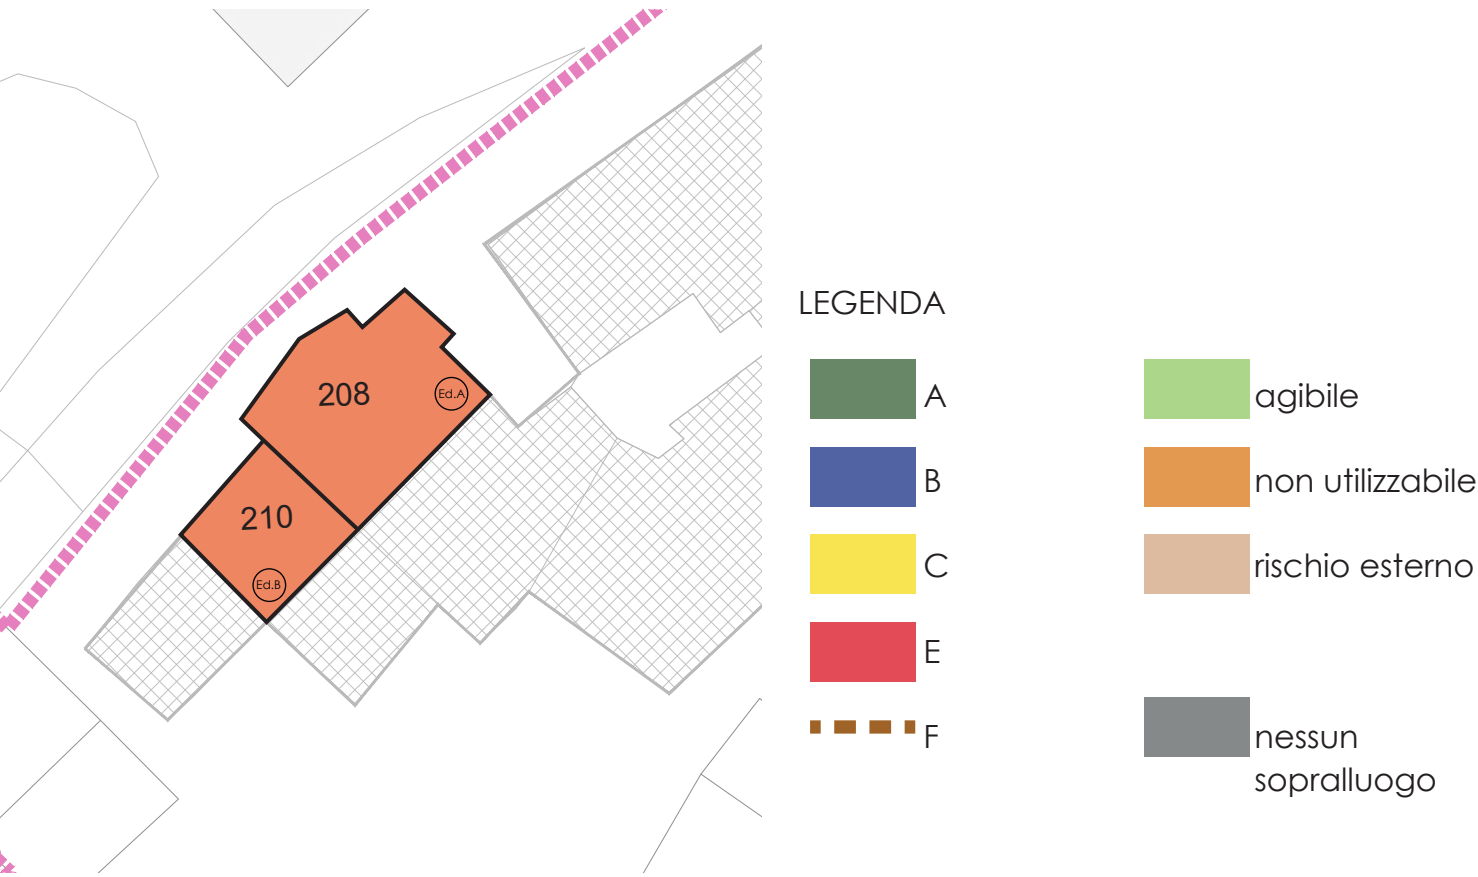 208
Ed.A
210
Ed.B
LEGENDA
A
B
C
E
F
agibile
non utilizzabile
rischio esterno
nessun
sopralluogo